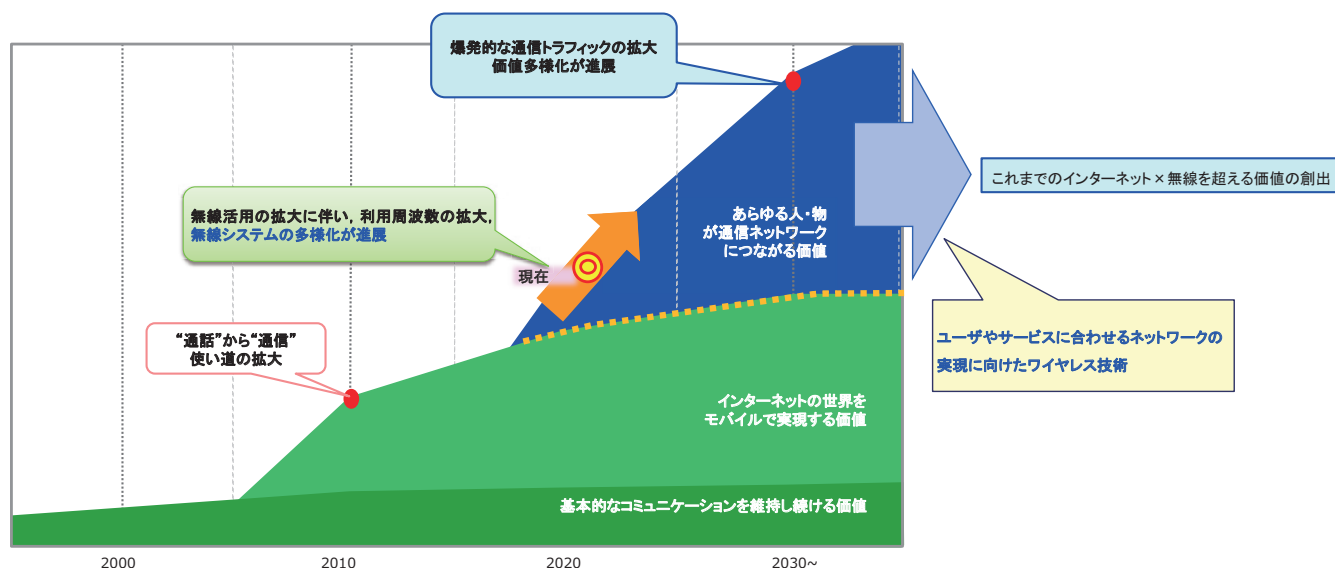 爆発的な通信トラフィックの拡大
価値多様化が進展
これまでのインターネット×無線を超える価値の創出
無線活用の拡大に伴い，利用周波数の拡大，
無線システムの多様化が進展
あらゆる人・物
が通信ネットワーク
につながる価値
現在
“通話”から“通信”
使い道の拡大
ユーザやサービスに合わせるネットワークの
実現に向けたワイヤレス技術
インターネットの世界を
モバイルで実現する価値
基本的なコミュニケーションを維持し続ける価値
2000
2010
2020
2030~